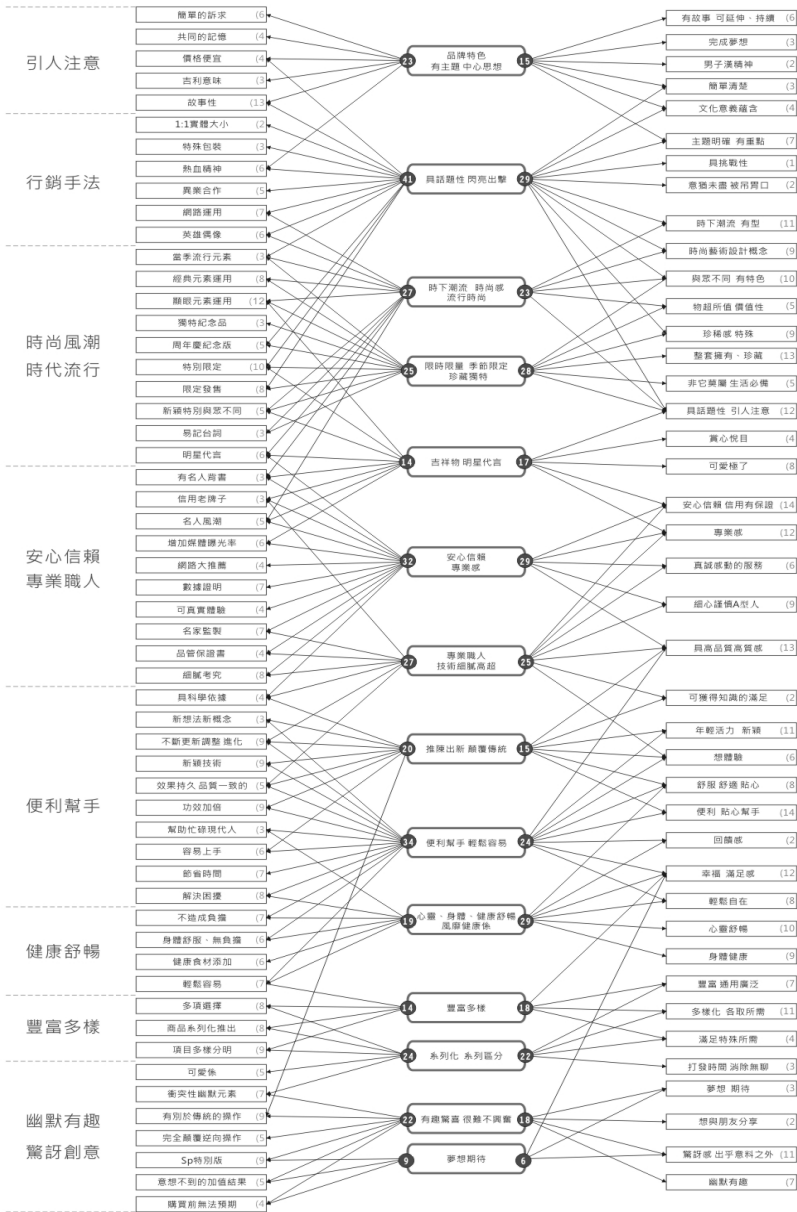 引人注意
行銷手法
時尚風潮
時代流行
安心信賴
專業職人
便利幫手
健康舒暢
豐富多樣
幽默有趣
驚訝創意
簡單的訴求 (6
共同的記憶 (4
價格便宜 (4
吉利意味 (3
故事性 (13
1:1實體大小 (2
特殊包裝 (3
熱血精神 (6
異業合作 (5
網路運用 (7
英雄偶像 (6
當季流行元素 (3
經典元素運用 (8
顯眼元素運用 (12
獨特紀念品 (3
周年慶紀念版 (5
特別限定 (10
限定發售 (8
新穎特別與眾不同 (5
易記台詞 (3
明星代言 (6
有名人背書 (3
信用老牌子 (3
名人風潮 (5
增加媒體曝光率 (6
網路大推薦 (4
數據證明 (7
可真實體驗 (4
名家監製 (7
品管保證書 (4
細膩考究 (8
具科學依據 (4
新想法新概念 (3
不斷更新調整 進化 (9
新穎技術 (9
效果持久 品質一致的 (5
功效加倍 (9
幫助忙碌現代人 (3
容易上手 (6
節省時間 (7
解決困擾 (8
不造成負擔 (7
身體舒服、無負擔 (6
健康食材添加 (6
輕鬆容易 (7
多項選擇 (8
商品系列化推出 (8
項目多樣分明 (9
可愛係 (5
衝突性幽默元素 (7
有別於傳統的操作 (9
完全顛覆逆向操作 (5
Sp特別版 (9
意想不到的加值結果 (5
購買前無法預期 (4
23 品牌特色 15
有主題 中心思想
41 具話題性 閃亮出擊 29
27 時下潮流 時尚感 23
流行時尚
25 限時限量 季節限定 28
珍藏獨特
14 吉祥物 明星代言 17
32 安心信賴 29
專業感
27 專業職人 25
技術細膩高超
20 推陳出新 顛覆傳統 15
34 便利幫手 輕鬆容易 24
19 心靈、身體、健康舒暢 29
風靡健康係
14 豐富多樣 18
24 系列化 系列區分 22
22 有趣驚喜 很難不興奮 18
9 夢想期待 6
有故事 可延伸、持續 (6
完成夢想 (3
男子漢精神 (2
簡單清楚 (3
文化意義蘊含 (4
主題明確 有重點 (7
具挑戰性 (1
意猶未盡 被吊胃口 (2
時下潮流 有型 (11
時尚藝術設計概念 (9
與眾不同 有特色 (10
物超所值 價值性 (5
珍稀感 特殊 (9
整套擁有、珍藏 (13
非它莫屬 生活必備 (5
具話題性 引人注意 (12
賞心悅目 (4
可愛極了 (8
安心信賴 信用有保證 (14
專業感 (12
真誠感動的服務 (6
細心謹慎A型人 (9
具高品質高質感 (13
可獲得知識的滿足 (2
年輕活力 新穎 (11
想體驗 (6
舒服 舒適 貼心 (8
便利 貼心幫手 (14
回饋感 (2
幸福 滿足感 (12
輕鬆自在 (8
心靈舒暢 (10
身體健康 (9
豐富 通用廣泛 (7
多樣化 各取所需 (11
滿足特殊所需 (4
打發時間 消除無聊 (3
夢想 期待 (3
想與朋友分享 (2
驚訝感 出乎意料之外 (11
幽默有趣 (7